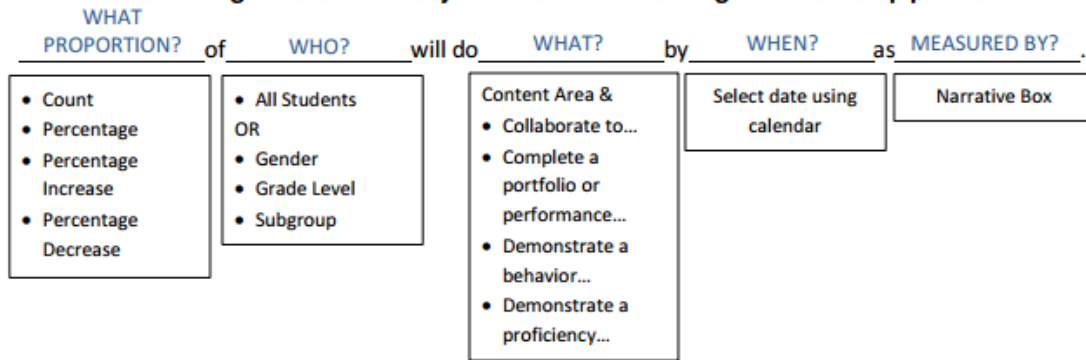 WHAT
PROPORTION? of WHO? will do WHAT? by WHEN? as MEASURED BY? .
• Count
• Percentage
• Percentage
Increase
• Percentage
Decrease
• All Students
OR
• Gender
• Grade Level
• Subgroup
Content Area &
• Collaborate to...
• Complete a
portfolio or
performance...
• Demonstrate a
behavior...
• Demonstrate a
proficiency...
Select date using
calendar
Narrative Box